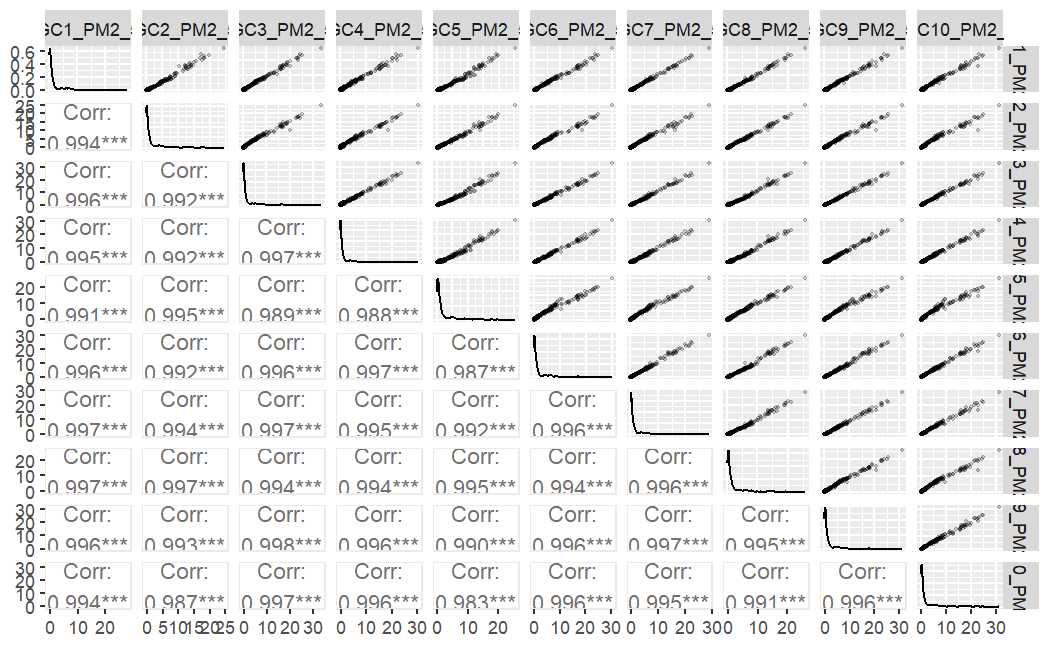 GC1_PM2_ GC2_PM2_ GC3_PM2_ GC4_PM2_ GC5_PM2_ GC6_PM2_ GC7_PM2_ GC8_PM2_ GC9_PM2_ C10_PM2_
0.6 1_PM
0.4
0.2
0.0
25 Corr: 2_PM
20
15
10
5 0.994***
0
30 Corr: Corr: 3_PM
20
10 0.996*** 0.992***
0
30 Corr: Corr: Corr: 4_PM
20
10 0.995*** 0.992*** 0.997***
0
20 Corr: Corr: Corr: Corr: 5_PM
10 0.991*** 0.995*** 0.989*** 0.988***
0
30 Corr: Corr: Corr: Corr: Corr: 6_PM
20
10 0.996*** 0.992*** 0.996*** 0.997*** 0.987***
0
30 Corr: Corr: Corr: Corr: Corr: Corr: 7_PM
20
10 0.997*** 0.994*** 0.997*** 0.995*** 0.992*** 0.996***
0
20 Corr: Corr: Corr: Corr: Corr: Corr: Corr: 8_PM
10 0.997*** 0.997*** 0.994*** 0.994*** 0.995*** 0.994*** 0.996***
0
30 Corr: Corr: Corr: Corr: Corr: Corr: Corr: Corr: 9_PM
20
10 0.996*** 0.993*** 0.998*** 0.996*** 0.990*** 0.996*** 0.997*** 0.995***
0
30 Corr: Corr: Corr: Corr: Corr: Corr: Corr: Corr: Corr: 0_PM
20
10 0.994*** 0.987*** 0.997*** 0.996*** 0.983*** 0.996*** 0.995*** 0.991*** 0.996***
0
0 10 20 0 5 10 15 20 25 0 10 20 30 0 10 20 30 0 10 20 0 10 20 30 0 10 20 30 0 10 20 0 10 20 30 0 10 20 30